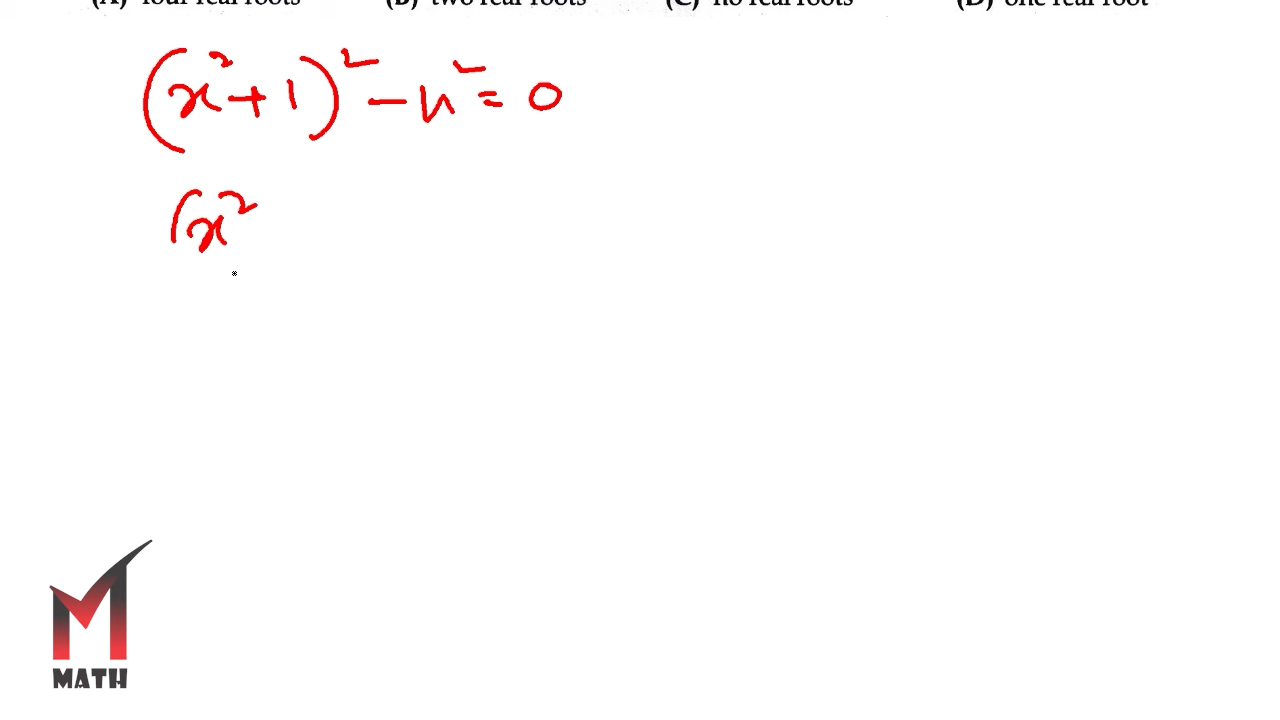 (A) four real roots (B) two real roots (C) no real roots (D) one real root
(x²+1)²-x²=0
(x²
MATH